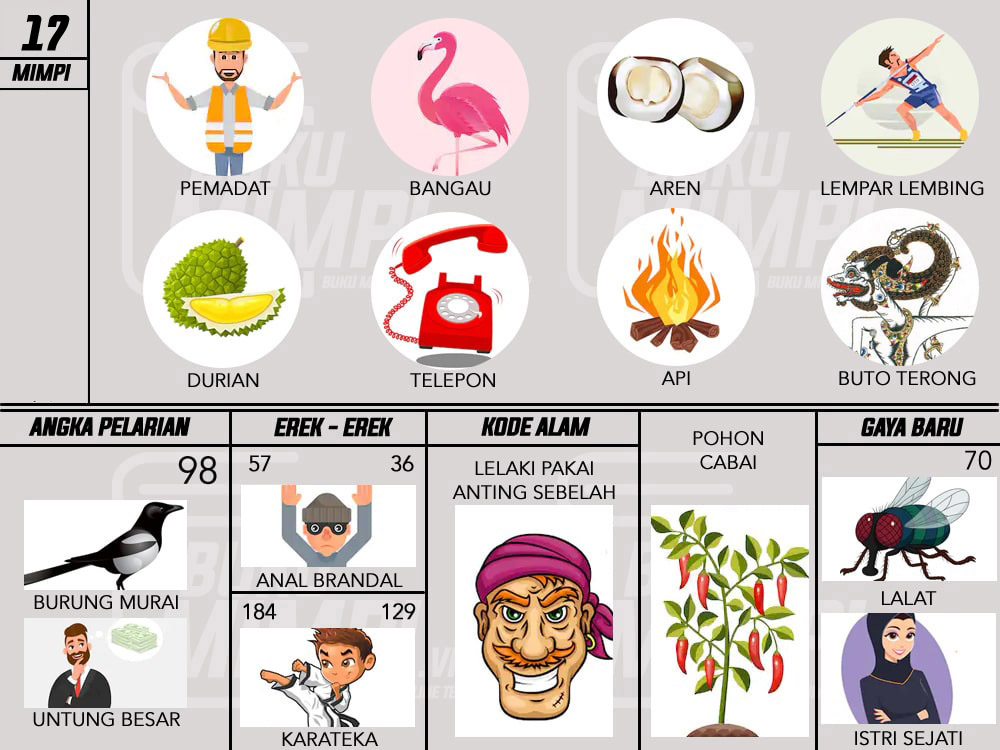 17
MIMPI
PEMADAT
BANGAU
AREN
LEMPAR LEMBING
DURIAN
TELEPON
API
BUTO TERONG
ANGKA PELARIAN
98
BURUNG MURAI
UNTUNG BESAR
EREK - EREK
57 36
ANAL BRANDAL
184 129
KARATEKA
KODE ALAM
LELAKI PAKAI
ANTING SEBELAH
POHON
CABAI
GAYA BARU
70
LALAT
ISTRI SEJATI
BUKU
MIMPI